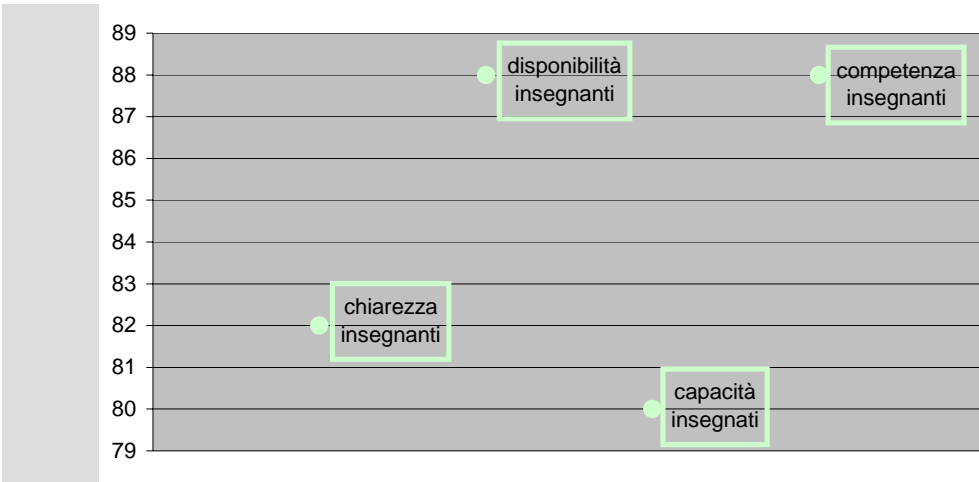 89
88
87
86
85
84
83
82
81
80
79
disponibilità
insegnanti
competenza
insegnanti
chiarezza
insegnanti
capacità
insegnati